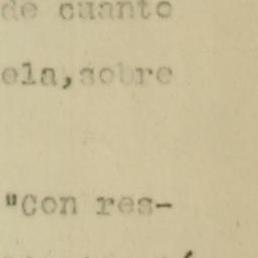 de cuanto
ela,sobre
"Con res-